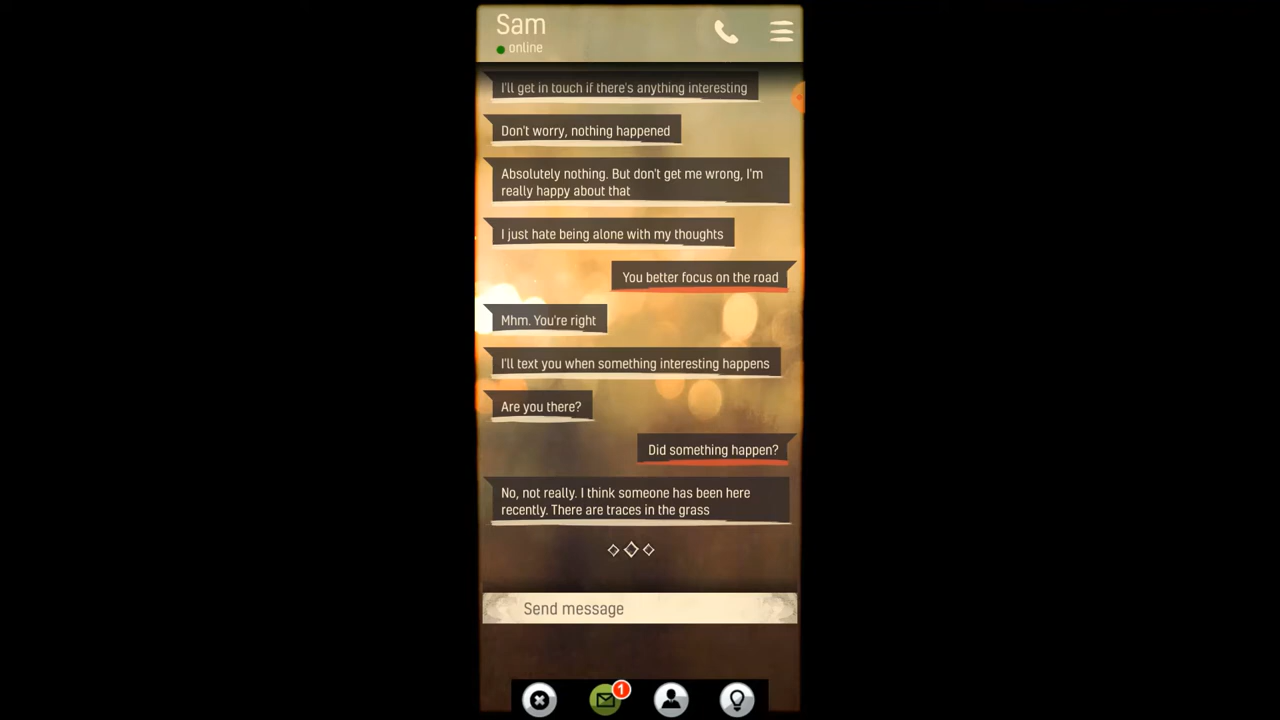 Sam
online
I'll get in touch if there's anything interesting
Don't worry, nothing happened
Absolutely nothing. But don't get me wrong, I'm
really happy about that
I just hate being alone with my thoughts
You better focus on the road
Mhm. You're right
I'll text you when something interesting happens
Are you there?
Did something happen?
No, not really. I think someone has been here
recently. There are traces in the grass
Send message
1